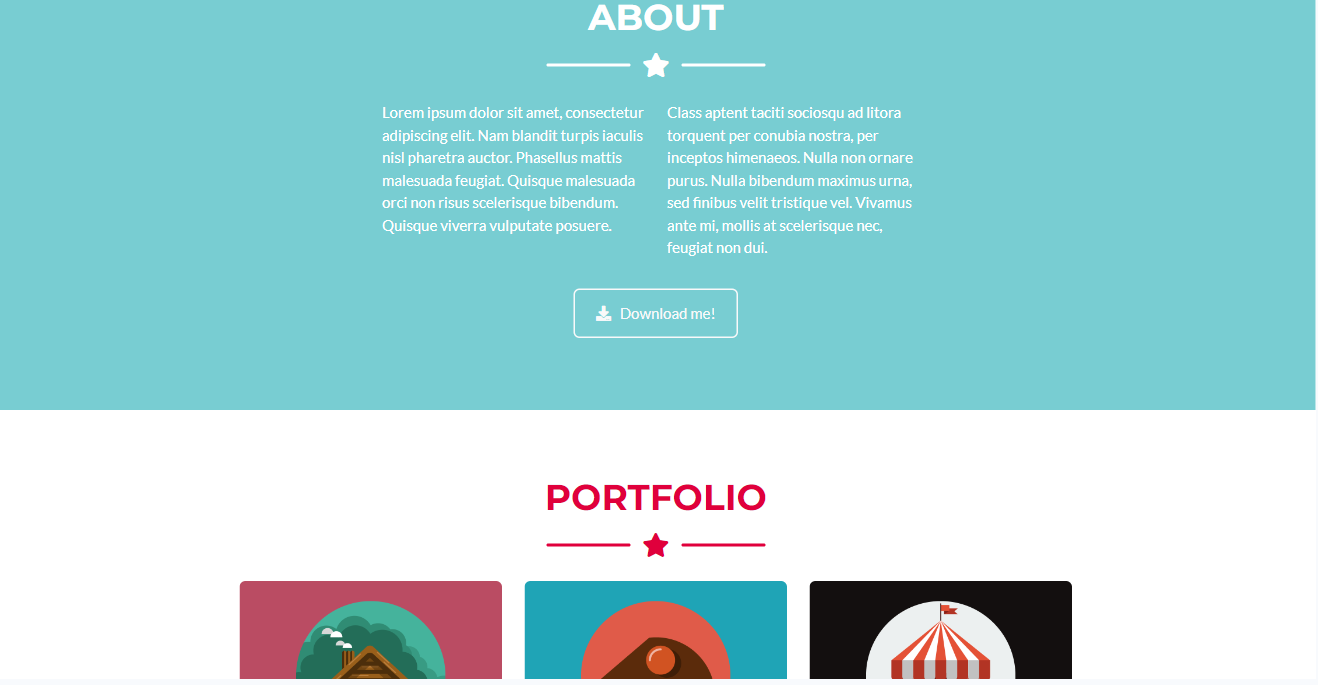 ABOUT
Lorem ipsum dolor sit amet, consectetur
adipiscing elit. Nam blandit turpis iaculis
nisl pharetra auctor. Phasellus mattis
malesuada feugiat. Quisque malesuada
orci non risus scelerisque bibendum.
Quisque viverra vulputate posuere.
Class aptent taciti sociosqu ad litora
torquent per conubia nostra, per
inceptos himenaeos. Nulla non ornare
purus. Nulla bibendum maximus urna,
sed finibus velit tristique vel. Vivamus
ante mi, mollis at scelerisque nec,
feugiat non dui.
Download me!
PORTFOLIO